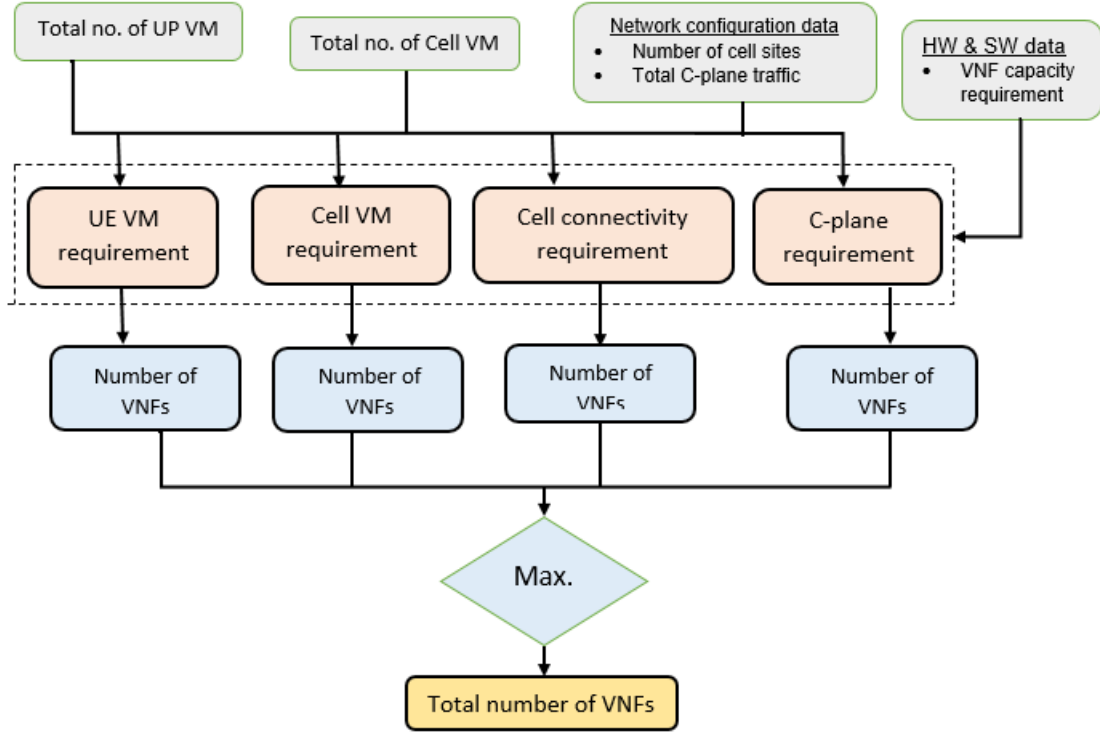 Total no. of UP VM
Total no. of Cell VM
Network configuration data
• Number of cell sites
• Total C-plane traffic
HW & SW data
• VNF capacity
requirement
UE VM
requirement
Cell VM
requirement
Cell connectivity
requirement
C-plane
requirement
Number of
VNFs
Number of
VNFs
Number of
VNFs
Number of
VNFs
Max.
Total number of VNFs